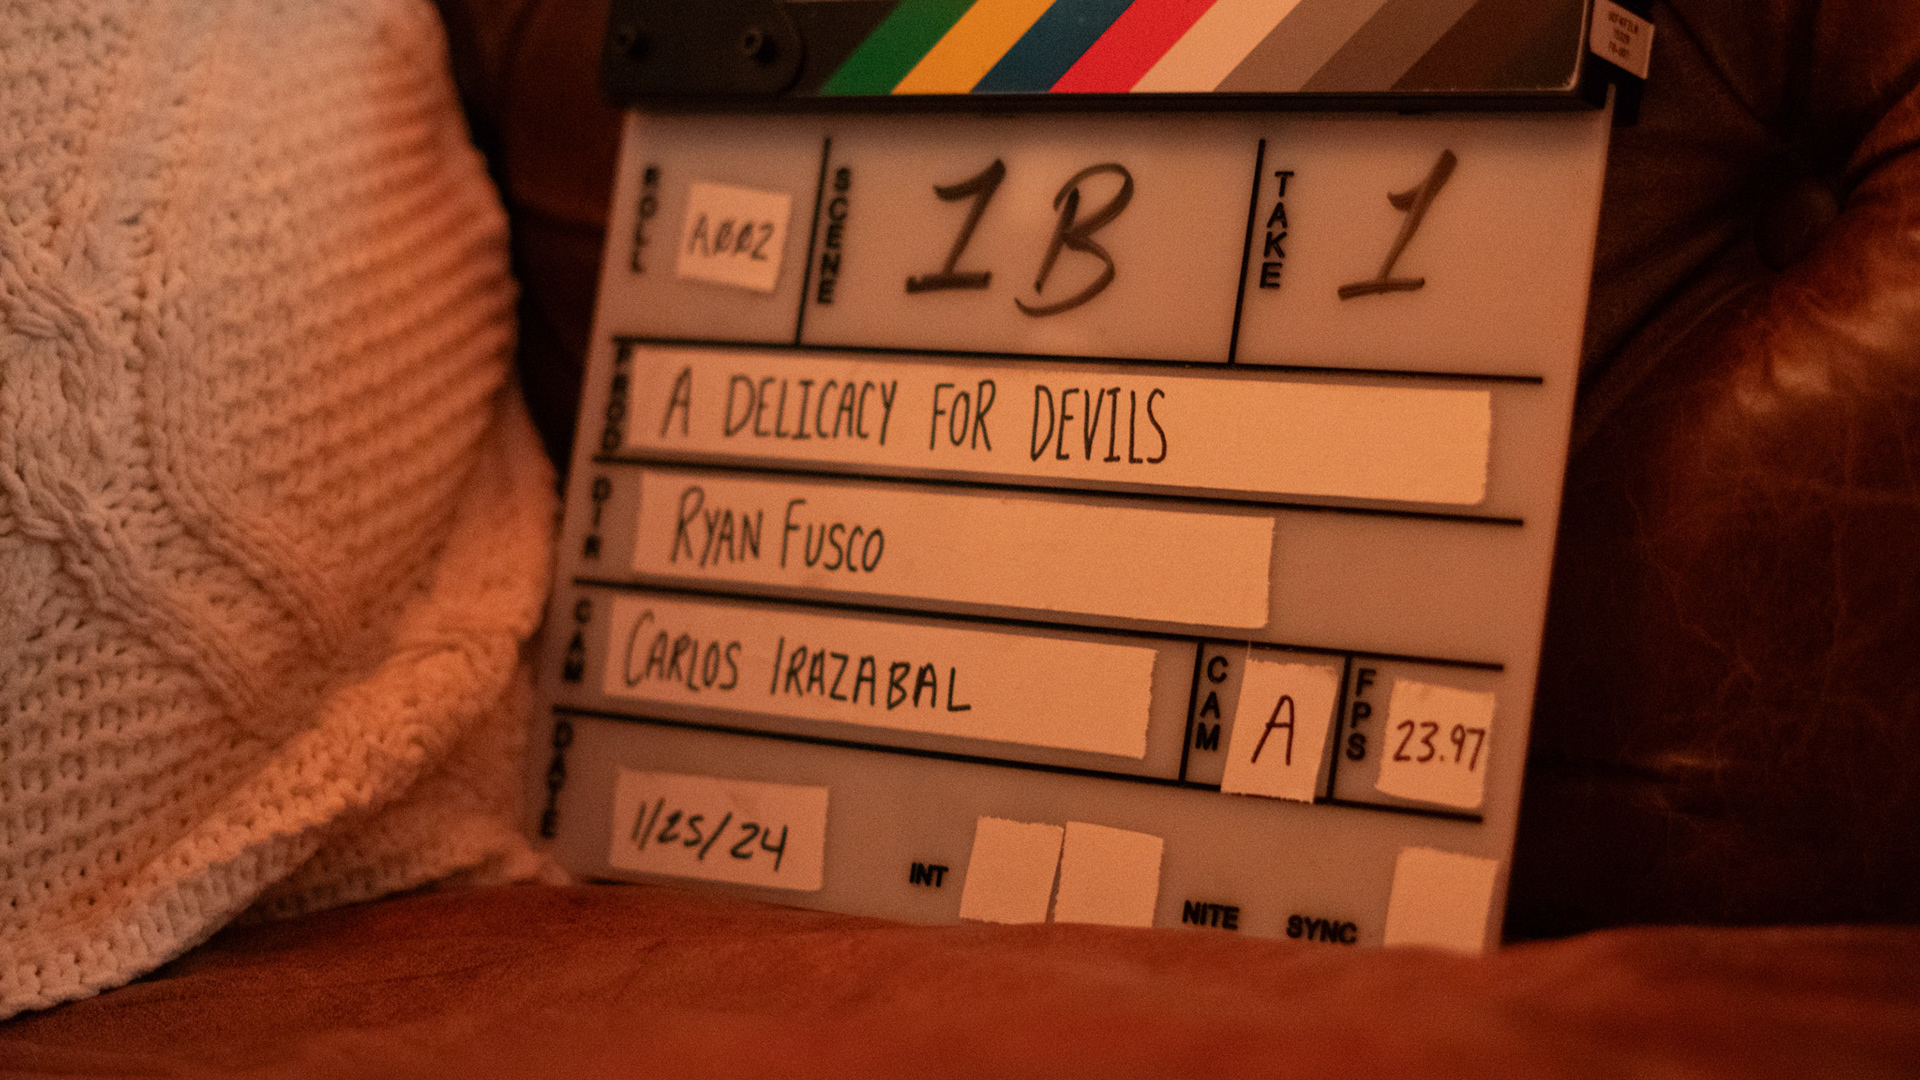 ROLL A002 SCENE 1B TAKE 1
PROD A DELICACY FOR DEVILS
DIR RYAN FUSCO
CAM CARLOS IRAZABAL CAM A FPS 23.97
DATE 1/25/24 INT NITE SYNC